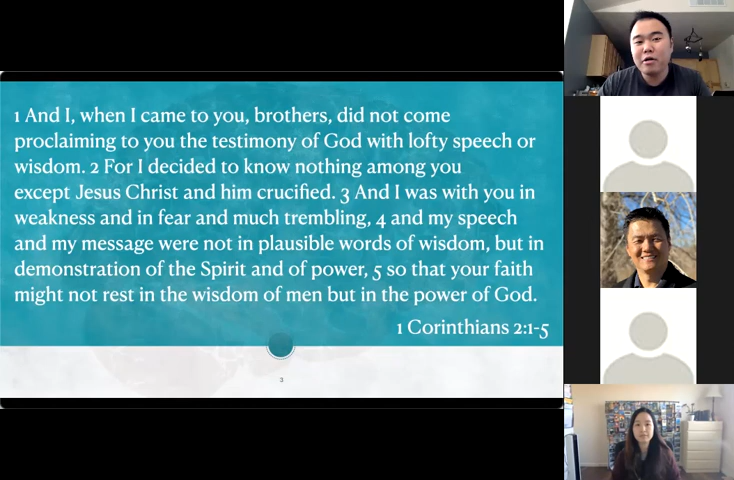 1 And I, when I came to you, brothers, did not come
proclaiming to you the testimony of God with lofty speech or
wisdom. 2 For I decided to know nothing among you
except Jesus Christ and him crucified. 3 And I was with you in
weakness and in fear and much trembling, 4 and my speech
and my message were not in plausible words of wisdom, but in
demonstration of the Spirit and of power, 5 so that your faith
might not rest in the wisdom of men but in the power of God.
1 Corinthians 2:1-5
3